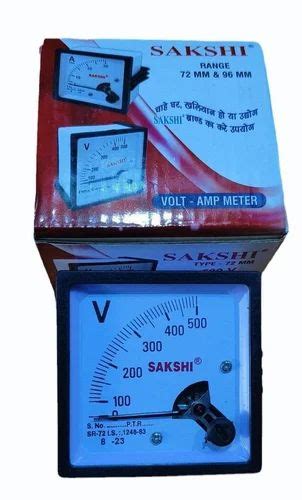 SAKSHI®
RANGE
72 MM & 96 MM
A
V
चाहे घर, खलियान हो या उद्योग
SAKSHI ब्राण्ड का करे उपयोग
VOLT - AMP METER
SAKSHI®
TYPE - 72 MM
V
100
200
300
400
500
SAKSHI®
0
S. No. ............P.T.R.......
SR-72 I.S. :1248-83
B -23